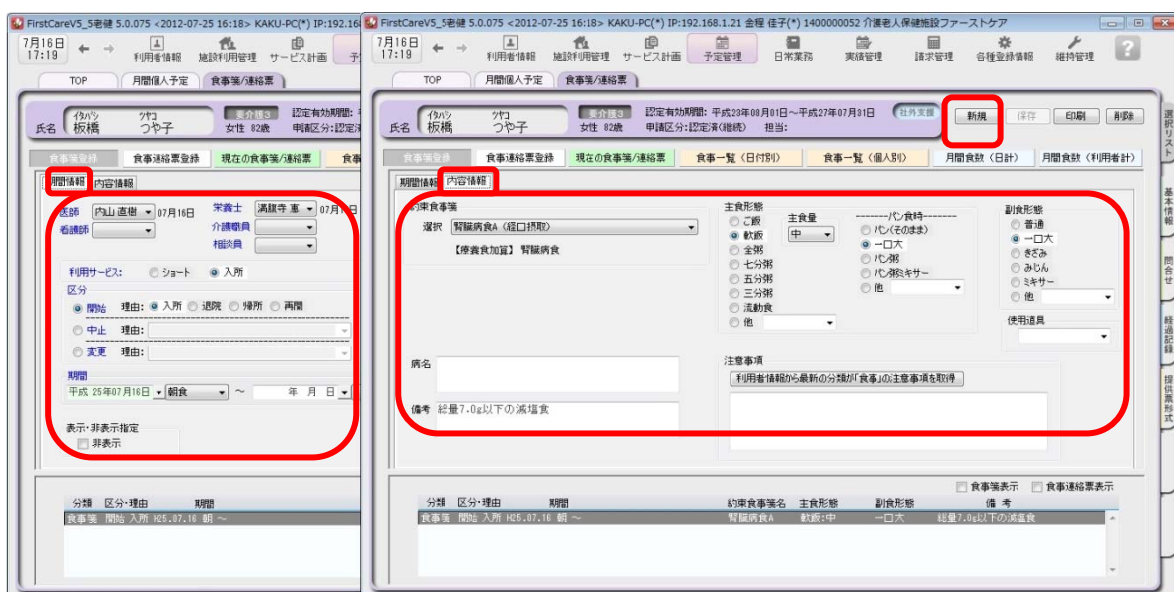 FirstCareV5_5老健 5.0.075 <2012-07-25 16:18> KAKU-PC(*) IP:192.16
7月16日
17:19
利用者情報 施設利用管理 サービス計画
TOP 月間個人予定 食事箋/連絡票
氏名 イタバシ ツヤコ
板橋 つや子
要介護3 認定有効期間:
女性 82歳 申請区分:認定済
食事箋登録 食事連絡票登録 現在の食事箋/連絡票
期間情報 内容情報
医師 内山 直樹 07月16日 栄養士 満腹寺 恵
看護師 介護職員
相談員
利用サービス: ショート 入所
区分
開始 理由: 入所 退院 帰所 再開
中止 理由:
変更 理由:
期間
平成 25年07月16日 朝食 ～ 年 月 日
表示・非表示指定
非表示
分類 区分・理由 期間
食事箋 開始 入所 H25.07.16 朝 ～
FirstCareV5_5老健 5.0.075 <2012-07-25 16:18> KAKU-PC(*) IP:192.168.1.21 金程 佳子(*) 1400000052 介護老人保健施設ファーストケア
7月16日
17:19
利用者情報 施設利用管理 サービス計画 予定管理 日常業務 実績管理 請求管理 各種登録情報 維持管理 ?
TOP 月間個人予定 食事箋/連絡票
氏名 イタバシ ツヤコ
板橋 つや子
要介護3 認定有効期間: 平成23年08月01日～平成27年07月31日 社外支援
女性 82歳 申請区分:認定済(継続) 担当:
新規 保存 印刷 削除
食事箋登録 食事連絡票登録 現在の食事箋/連絡票 食事一覧（日付別） 食事一覧（個人別） 月間食数（日計） 月間食数（利用者計）
期間情報 内容情報
約束食事箋
選択 腎臓病食A（経口摂取）
【療養食加算】 腎臓病食
病名
備考 総量7.0g以下の減塩食
主食形態
ご飯
軟飯
全粥
七分粥
五分粥
三分粥
流動食
他
主食量
中
-------パン食時-------
パン(そのまま)
一口大
パン粥
パン粥ミキサー
他
副食形態
普通
一口大
きざみ
みじん
ミキサー
他
使用道具
注意事項
利用者情報から最新の分類が「食事」の注意事項を取得
食事箋表示 食事連絡票表示
分類 区分・理由 期間 約束食事箋名 主食形態 副食形態 備 考
食事箋 開始 入所 H25.07.16 朝 ～ 腎臓病食A 軟飯:中 一口大 総量7.0g以下の減塩食
選択リスト
基本情報
問合せ
経過記録
提供票形式